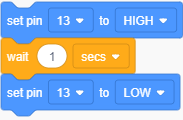 set pin 13 to HIGH
wait 1 secs
set pin 13 to LOW